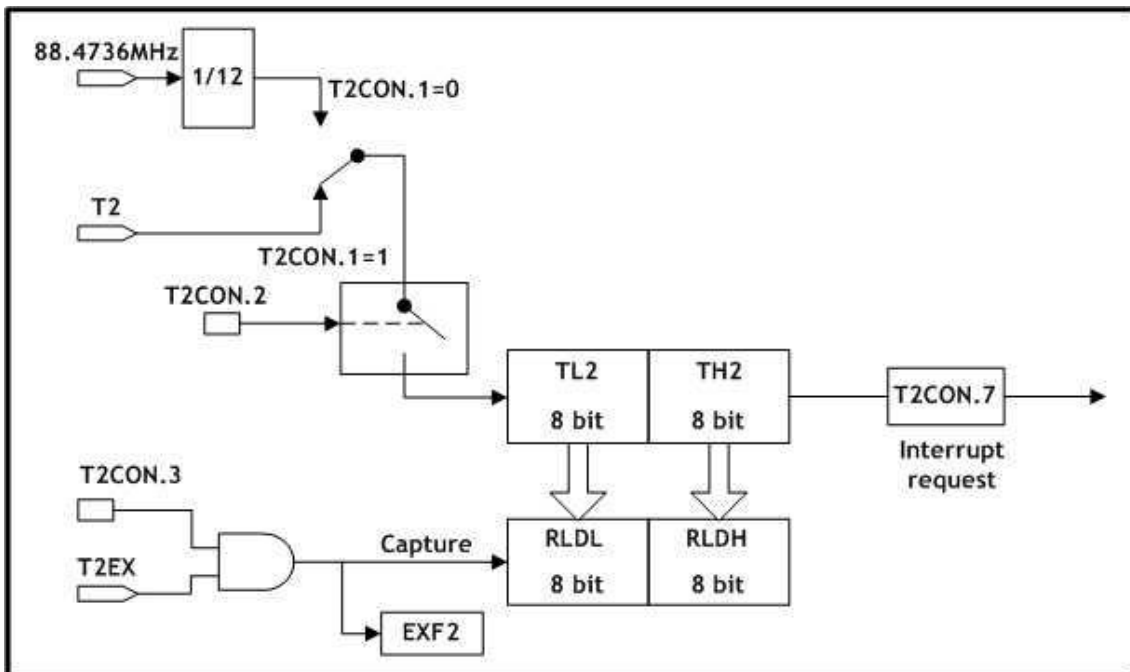 88.4736MHz
1/12
T2CON.1=0
T2
T2CON.1=1
T2CON.2
TL2
8 bit
TH2
8 bit
T2CON.7
Interrupt
request
T2CON.3
T2EX
Capture
RLDL
8 bit
RLDH
8 bit
EXF2